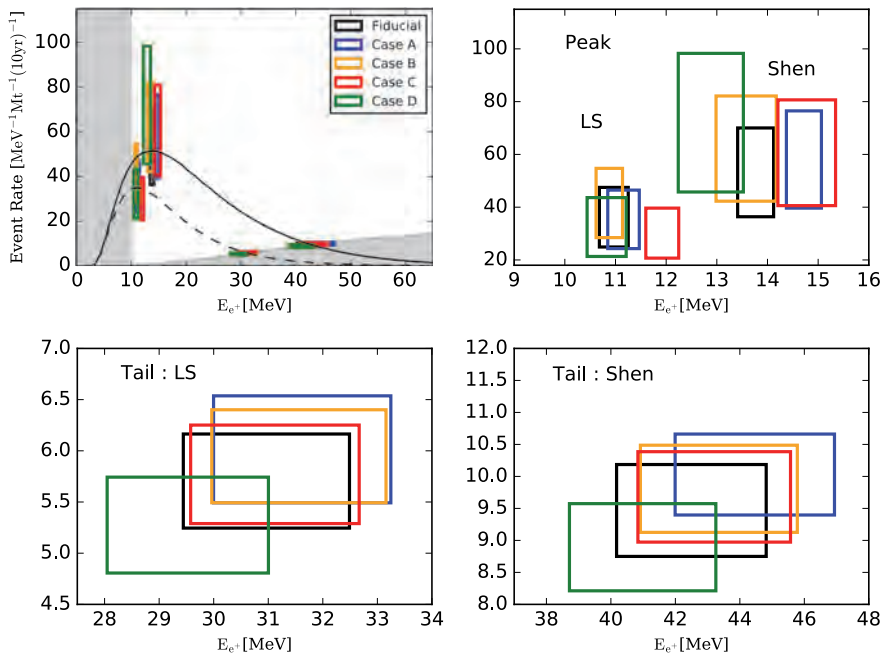 Event Rate [MeV⁻¹Mt⁻¹(10yr)⁻¹]
100
80
60
40
20
0
Fiducial
Case A
Case B
Case C
Case D
0 10 20 30 40 50 60
E_e⁺[MeV]
Peak
Shen
LS
100
80
60
40
20
9 10 11 12 13 14 15 16
E_e⁺[MeV]
Tail : LS
7.0
6.5
6.0
5.5
5.0
4.5
28 29 30 31 32 33 34
E_e⁺[MeV]
Tail : Shen
12.0
11.5
11.0
10.5
10.0
9.5
9.0
8.5
8.0
38 40 42 44 46 48
E_e⁺[MeV]